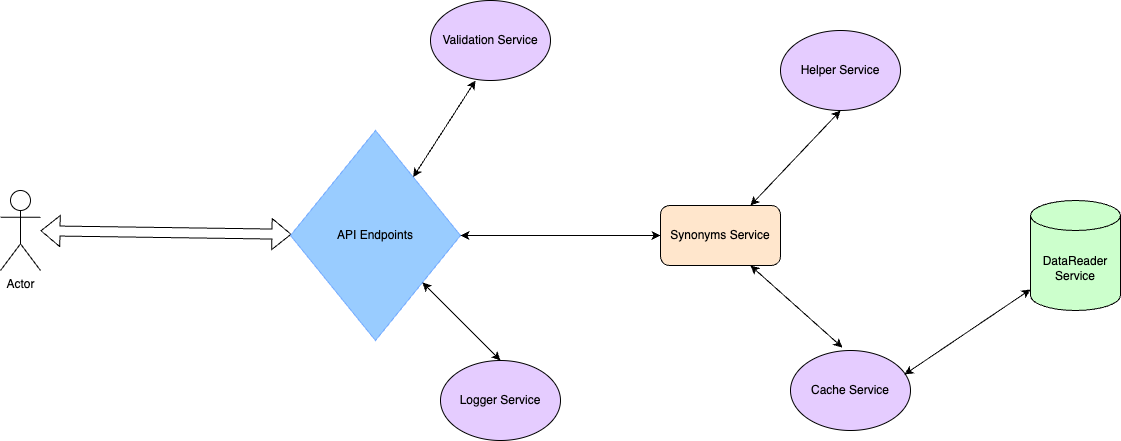 Validation Service
Helper Service
API Endpoints
Synonyms Service
DataReader
Service
Actor
Logger Service
Cache Service